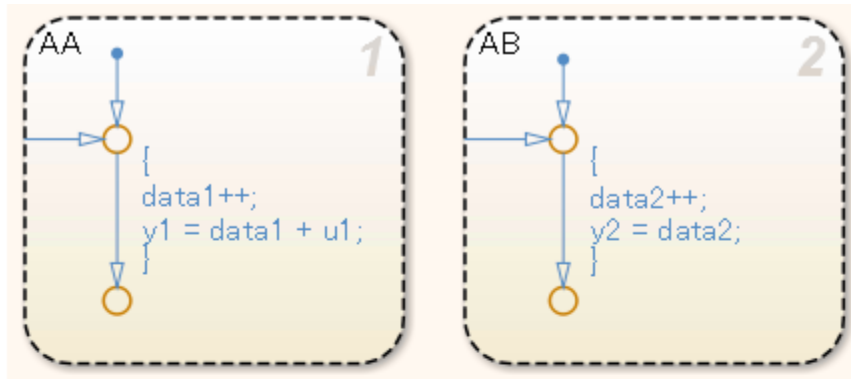 AA
1
{
data1++;
y1 = data1 + u1;
}
AB
2
{
data2++;
y2 = data2;
}